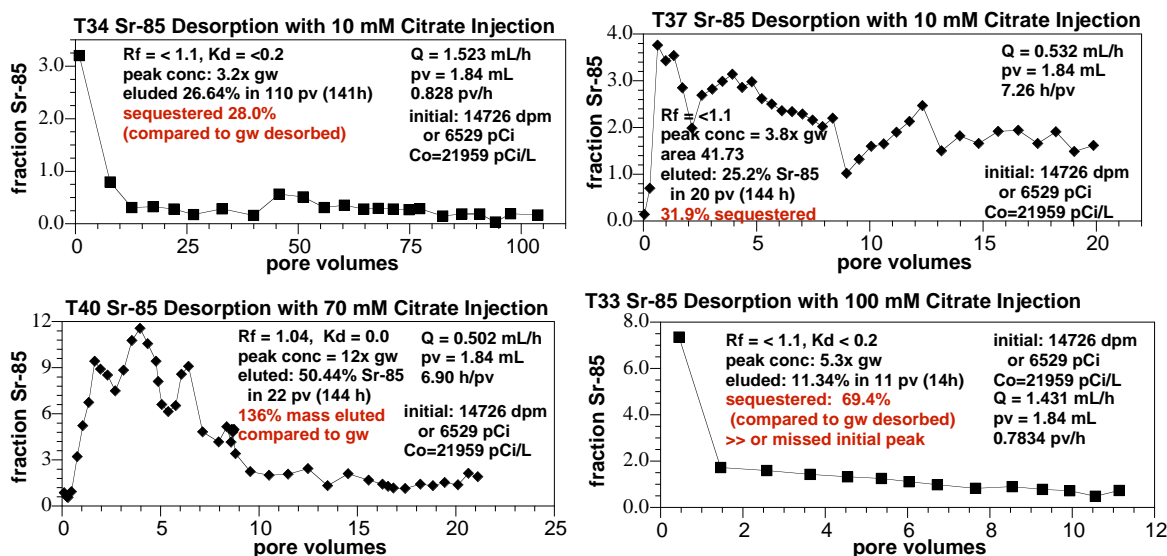 T34 Sr-85 Desorption with 10 mM Citrate Injection
fraction Sr-85
3.0
2.0
1.0
0.0
Rf = < 1.1, Kd = <0.2
peak conc: 3.2x gw
eluded 26.64% in 110 pv (141h)
sequestered 28.0%
(compared to gw desorbed)
Q = 1.523 mL/h
pv = 1.84 mL
0.828 pv/h
initial: 14726 dpm
or 6529 pCi
Co=21959 pCi/L
0
25
50
75
100
pore volumes
T37 Sr-85 Desorption with 10 mM Citrate Injection
fraction Sr-85
4.0
3.0
2.0
1.0
0.0
Q = 0.532 mL/h
pv = 1.84 mL
7.26 h/pv
Rf = <1.1
peak conc = 3.8x gw
area 41.73
eluted: 25.2% Sr-85
in 20 pv (144 h)
31.9% sequestered
initial: 14726 dpm
or 6529 pCi
Co=21959 pCi/L
0
5
10
15
20
pore volumes
T40 Sr-85 Desorption with 70 mM Citrate Injection
fraction Sr-85
12
9
6
3
0
Rf = 1.04, Kd = 0.0
peak conc = 12x gw
eluted: 50.44% Sr-85
in 22 pv (144 h)
136% mass eluted
compared to gw
Q = 0.502 mL/h
pv = 1.84 mL
6.90 h/pv
initial: 14726 dpm
or 6529 pCi
Co=21959 pCi/L
0
5
10
15
20
25
pore volumes
T33 Sr-85 Desorption with 100 mM Citrate Injection
fraction Sr-85
8.0
6.0
4.0
2.0
0.0
Rf = < 1.1, Kd < 0.2
peak conc: 5.3x gw
eluded: 11.34% in 11 pv (14h)
sequestered: 69.4%
(compared to gw desorbed)
>> or missed initial peak
initial: 14726 dpm
or 6529 pCi
Co=21959 pCi/L
Q = 1.431 mL/h
pv = 1.84 mL
0.7834 pv/h
0
2
4
6
8
10
12
pore volumes